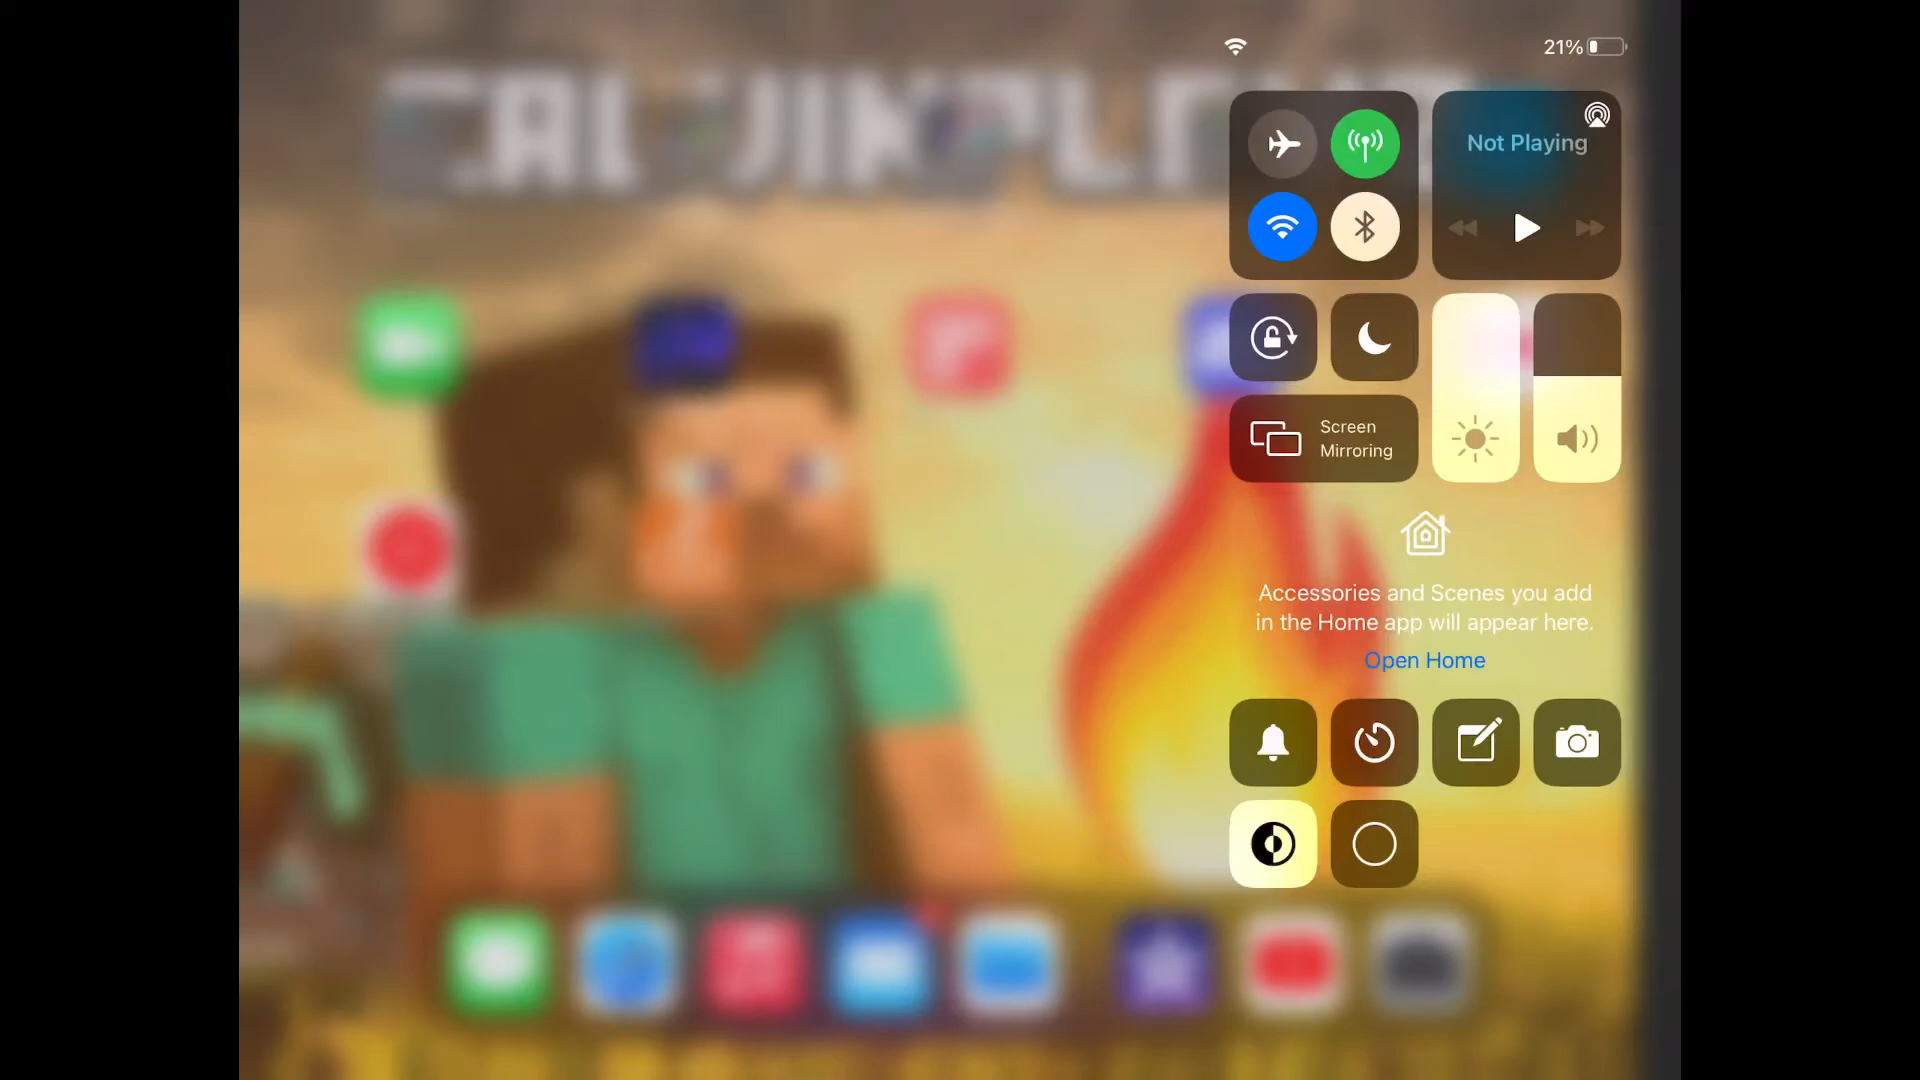 21%
Not Playing
Screen
Mirroring
Accessories and Scenes you add
in the Home app will appear here.
Open Home